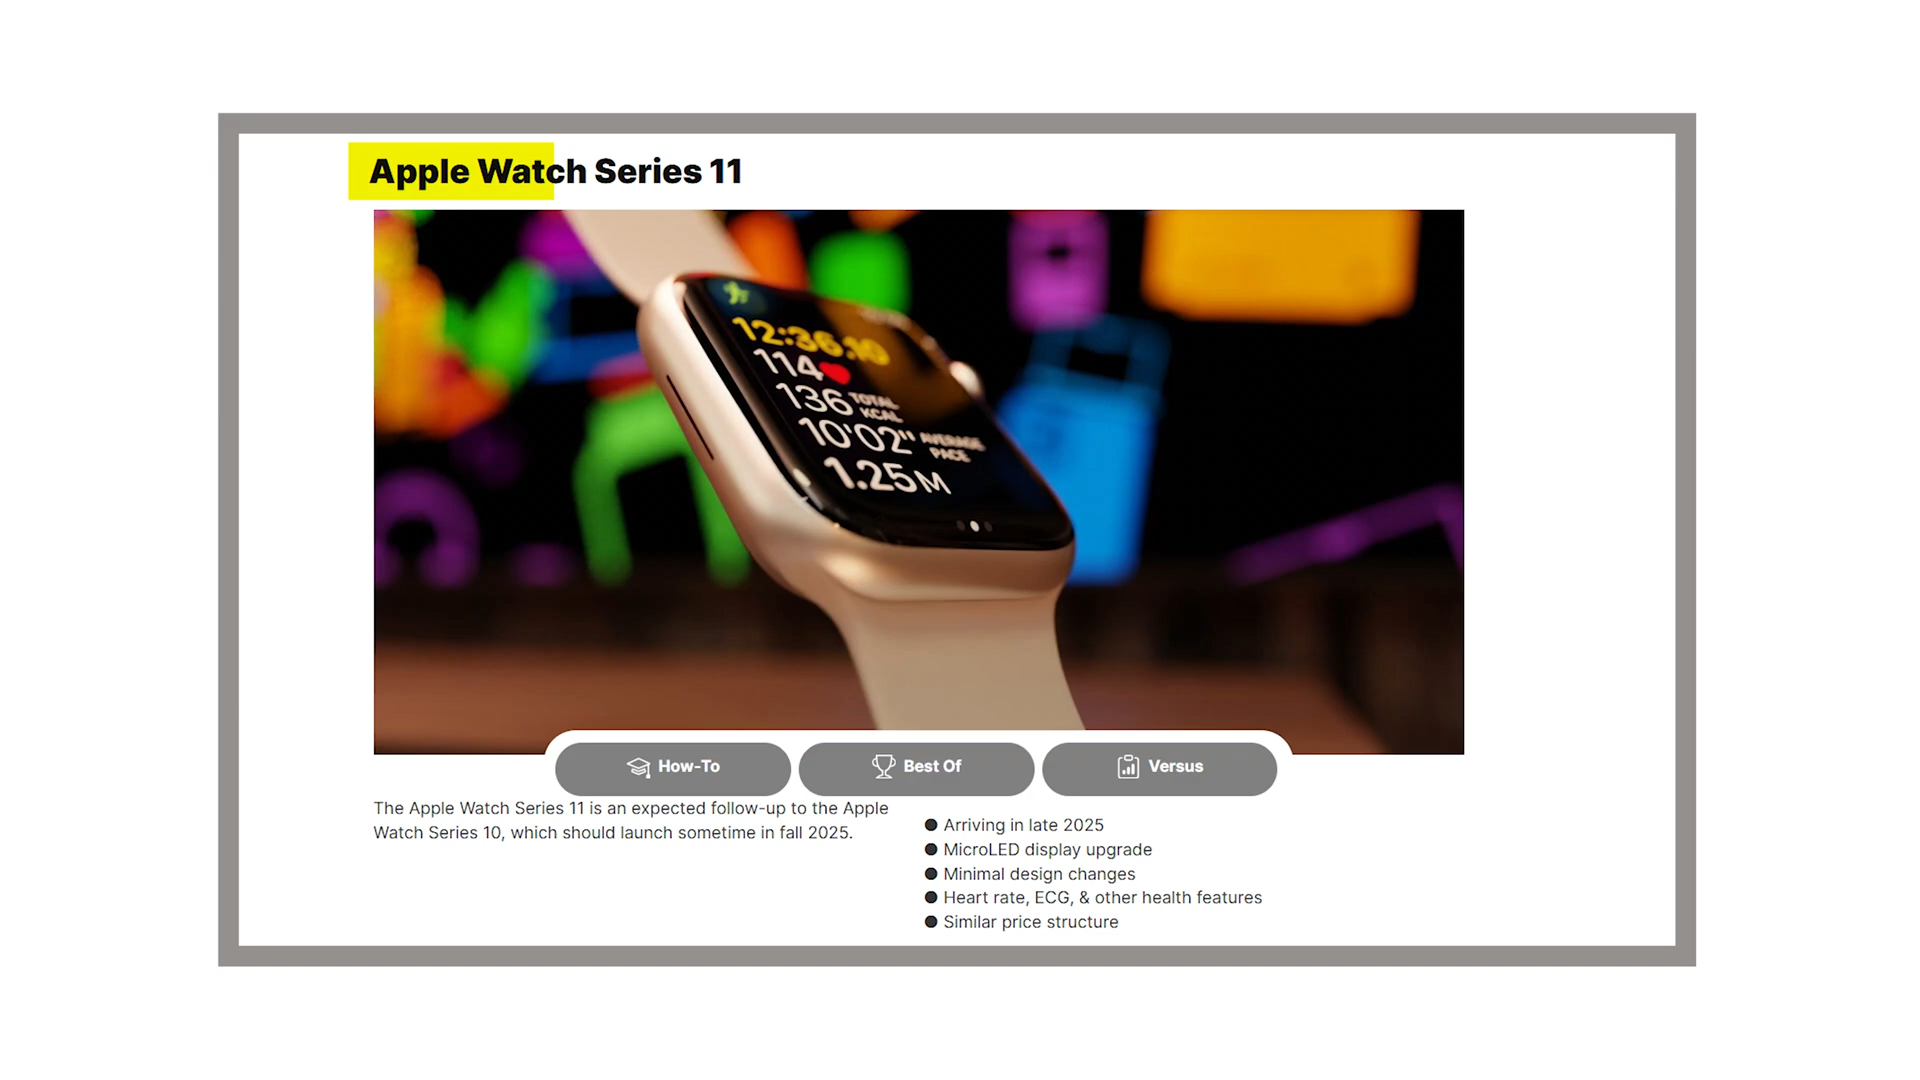 Apple Watch Series 11
12:36.10
114
136 TOTAL KCAL
10'02" AVERAGE PACE
1.25M
How-To
Best Of
Versus
The Apple Watch Series 11 is an expected follow-up to the Apple
Watch Series 10, which should launch sometime in fall 2025.
● Arriving in late 2025
● MicroLED display upgrade
● Minimal design changes
● Heart rate, ECG, & other health features
● Similar price structure